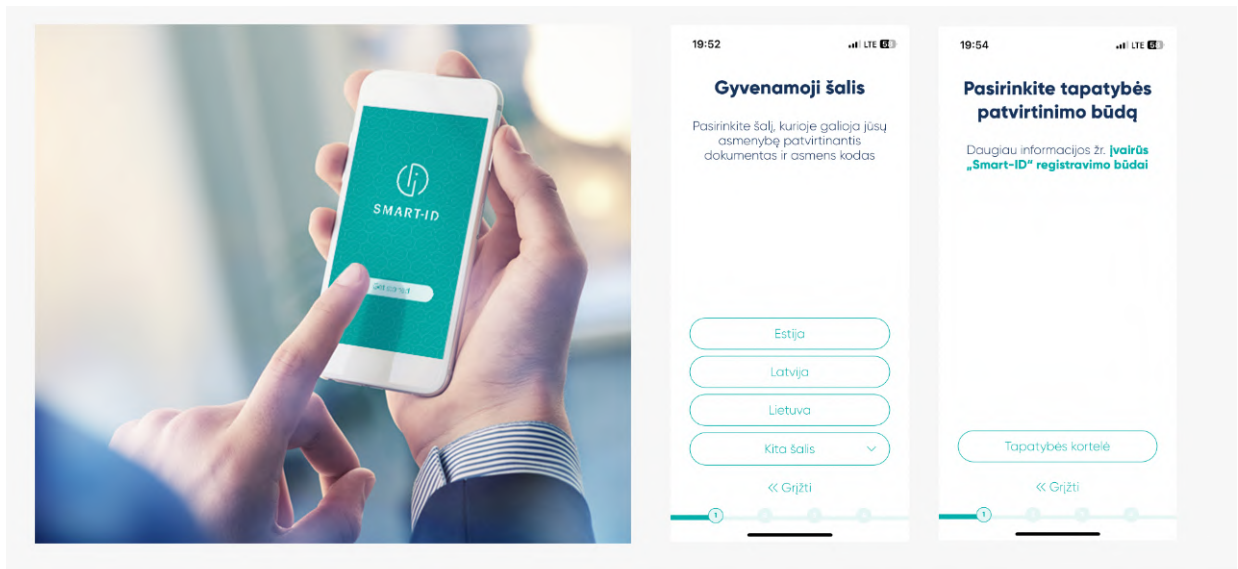 SMART-ID
Get started
19:52
LTE
Gyvenamoji šalis
Pasirinkite šalį, kurioje galioja jūsų
asmenybę patvirtinantis
dokumentas ir asmens kodas
Estija
Latvija
Lietuva
Kita šalis
« Grįžti
1
19:54
LTE
Pasirinkite tapatybės
patvirtinimo būdą
Daugiau informacijos žr. įvairūs
„Smart-ID“ registravimo būdai
Tapatybės kortelė
« Grįžti
1